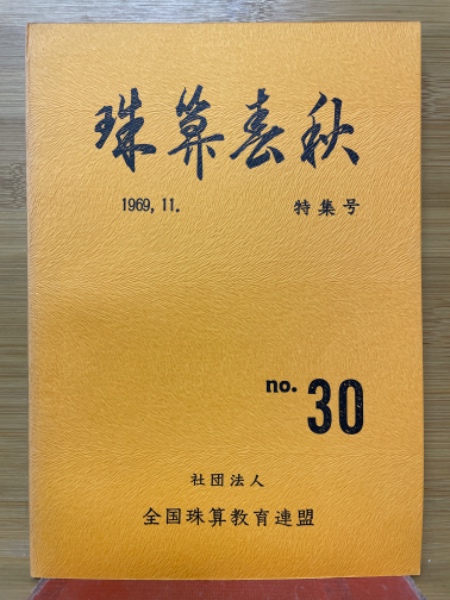 珠算春秋
1969, 11. 特集号
no. 30
社団法人
全国珠算教育連盟